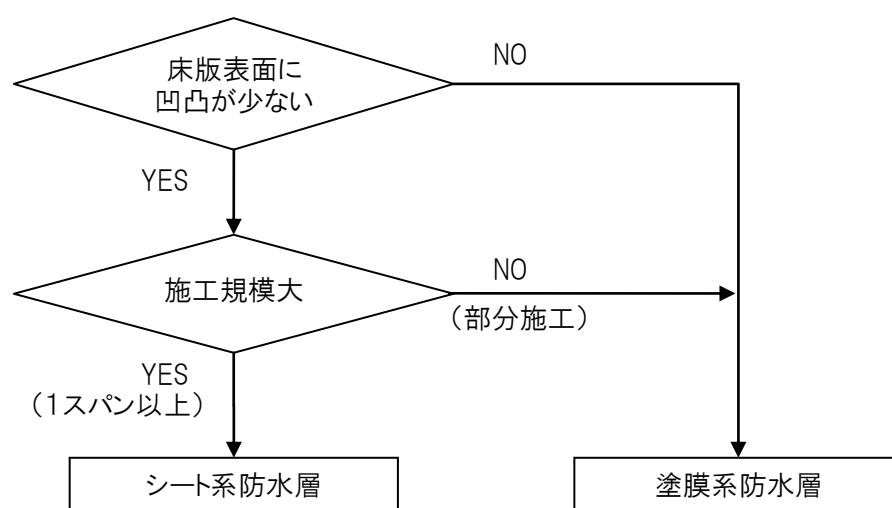 床版表面に
凹凸が少ない
NO
YES
施工規模大
NO
（部分施工）
YES
（1スパン以上）
シート系防水層
塗膜系防水層